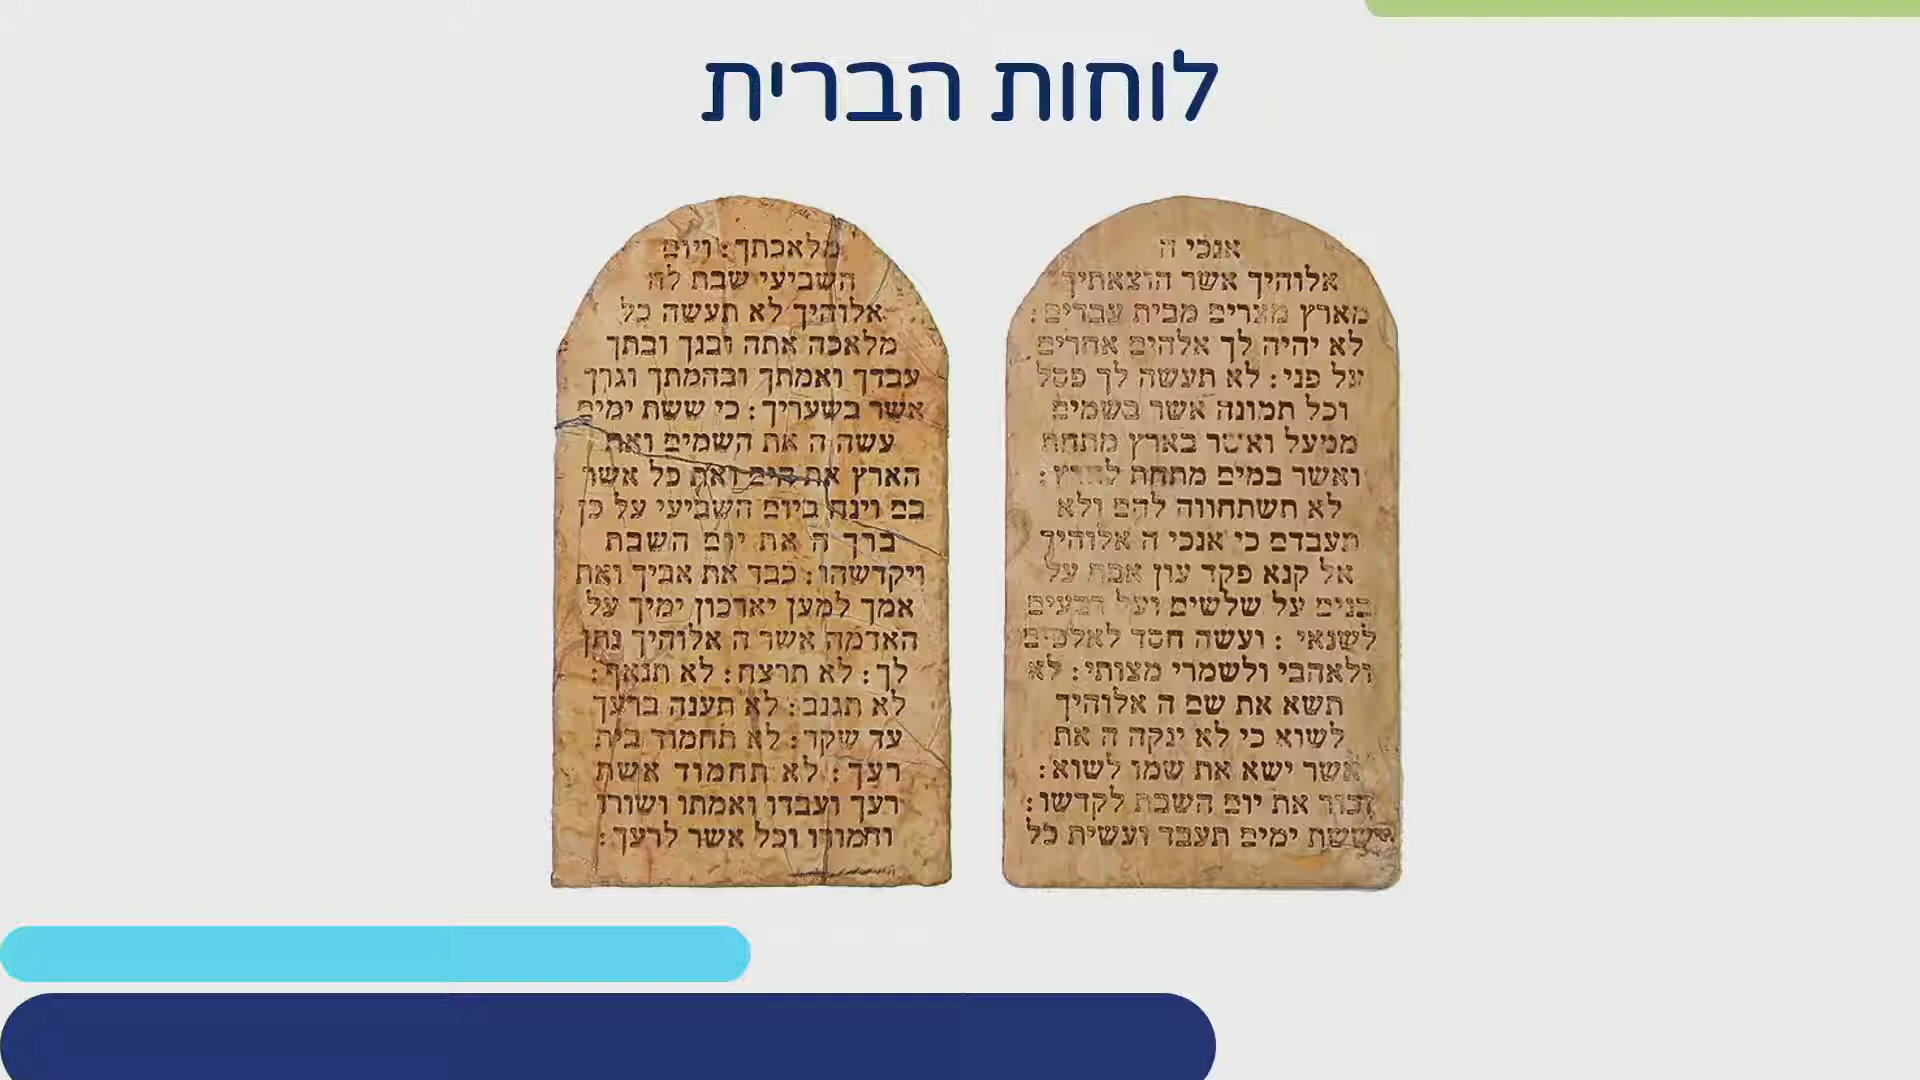 לוחות הברית
אנכי ה
אלוהיך אשר הוצאתיך
מארץ מצרים מבית עבדים :
לא יהיה לך אלהים אחרים
על פני : לא תעשה לך פסל
וכל תמונה אשר בשמים
ממעל ואשר בארץ מתחת
ואשר במים מתחת לארץ :
לא תשתחווה להם ולא
תעבדם כי אנכי ה אלוהיך
אל קנא פקד עון אבת על
בנים על שלשים ועל רבעים
לשנאי : ועשה חסד לאלפים
ולאהבי ולשמרי מצותי : לא
תשא את שם ה אלוהיך
לשוא כי לא ינקה ה את
אשר ישא את שמו לשוא :
זכור את יום השבת לקדשו :
ששת ימים תעבד ועשית כל
מלאכתך : ויום
השביעי שבת לה
אלוהיך לא תעשה כל
מלאכה אתה ובנך ובתך
עבדך ואמתך ובהמתך וגרך
אשר בשעריך : כי ששת ימים
עשה ה את השמים ואת
הארץ את הים ואת כל אשר
בם וינח ביום השביעי על כן
ברך ה את יום השבת
ויקדשהו : כבד את אביך ואת
אמך למען יארכון ימיך על
האדמה אשר ה אלוהיך נתן
לך : לא תרצח : לא תנאף :
לא תגנב : לא תענה ברעך
עד שקר : לא תחמוד בית
רעך : לא תחמוד אשת
רעך ועבדו ואמתו ושורו
וחמורו וכל אשר לרעך :